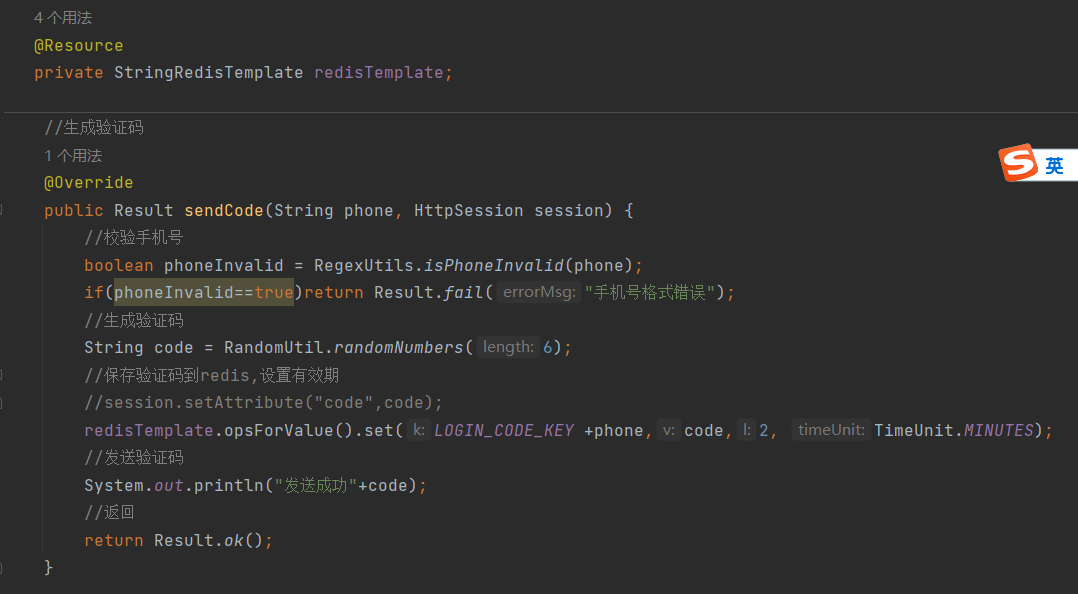 4 个用法
@Resource
private StringRedisTemplate redisTemplate;
//生成验证码
1 个用法
@Override
public Result sendCode(String phone, HttpSession session) {
//校验手机号
boolean phoneInvalid = RegexUtils.isPhoneInvalid(phone);
if(phoneInvalid==true)return Result.fail( errorMsg: "手机号格式错误");
//生成验证码
String code = RandomUtil.randomNumbers( length: 6);
//保存验证码到redis,设置有效期
//session.setAttribute("code",code);
redisTemplate.opsForValue().set( k: LOGIN_CODE_KEY +phone, v: code, l: 2, timeUnit: TimeUnit.MINUTES);
//发送验证码
System.out.println("发送成功"+code);
//返回
return Result.ok();
}
S 英